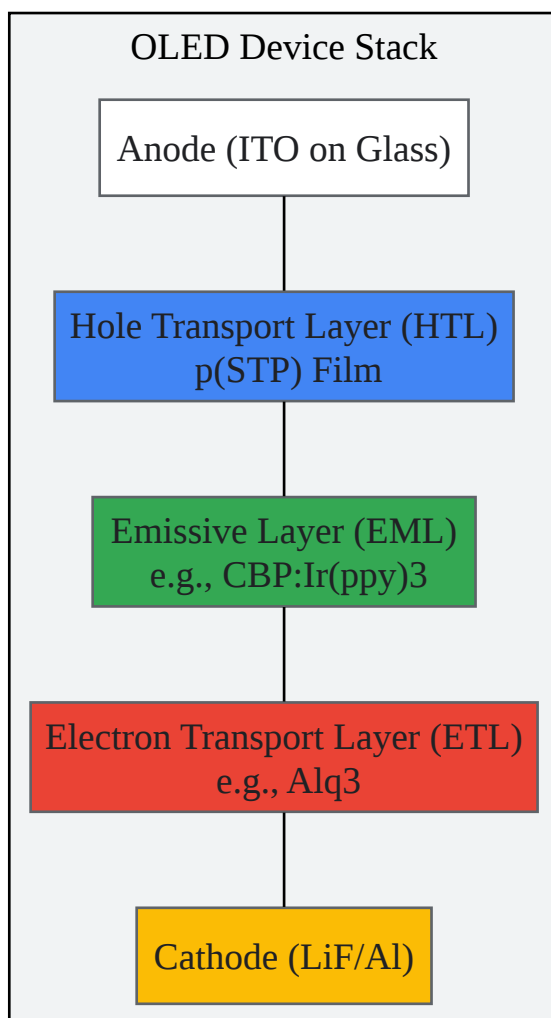 OLED Device Stack
Anode (ITO on Glass)
Hole Transport Layer (HTL)
p(STP) Film
Emissive Layer (EML)
e.g., CBP:Ir(ppy)3
Electron Transport Layer (ETL)
e.g., Alq3
Cathode (LiF/Al)